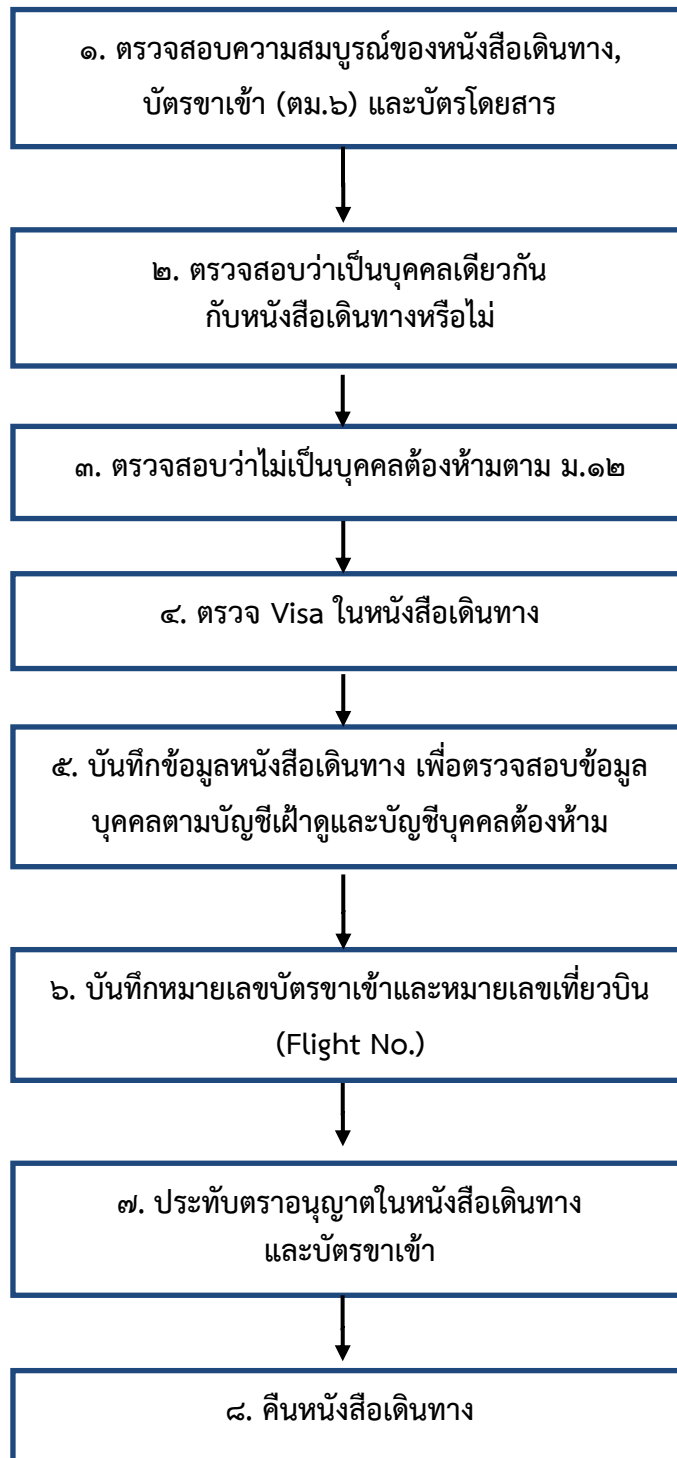 ๑. ตรวจสอบความสมบูรณ์ของหนังสือเดินทาง,
บัตรขาเข้า (ตม.๖) และบัตรโดยสาร
๒. ตรวจสอบว่าเป็นบุคคลเดียวกัน
กับหนังสือเดินทางหรือไม่
๓. ตรวจสอบว่าไม่เป็นบุคคลต้องห้ามตาม ม.๑๒
๔. ตรวจ Visa ในหนังสือเดินทาง
๕. บันทึกข้อมูลหนังสือเดินทาง เพื่อตรวจสอบข้อมูล
บุคคลตามบัญชีเฝ้าดูและบัญชีบุคคลต้องห้าม
๖. บันทึกหมายเลขบัตรขาเข้าและหมายเลขเที่ยวบิน
(Flight No.)
๗. ประทับตราอนุญาตในหนังสือเดินทาง
และบัตรขาเข้า
๘. คืนหนังสือเดินทาง